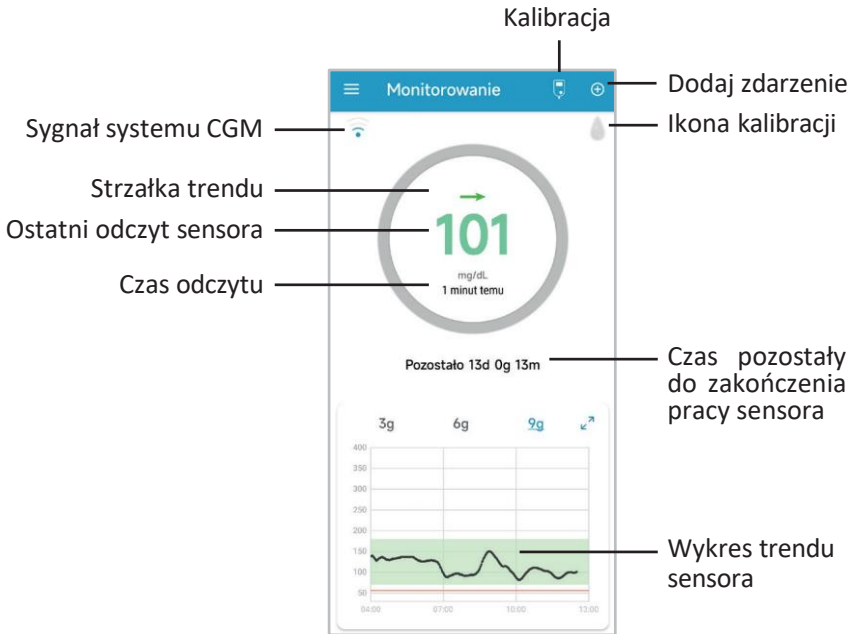 Kalibracja
Monitorowanie
Dodaj zdarzenie
Sygnał systemu CGM
Ikona kalibracji
Strzałka trendu
Ostatni odczyt sensora
101
mg/dL
Czas odczytu
1 minut temu
Pozostało 13d 0g 13m
Czas pozostały
do zakończenia
pracy sensora
3g 6g 9g
400
350
300
250
200
150
100
50
04:00 07:00 10:00 13:00
Wykres trendu
sensora